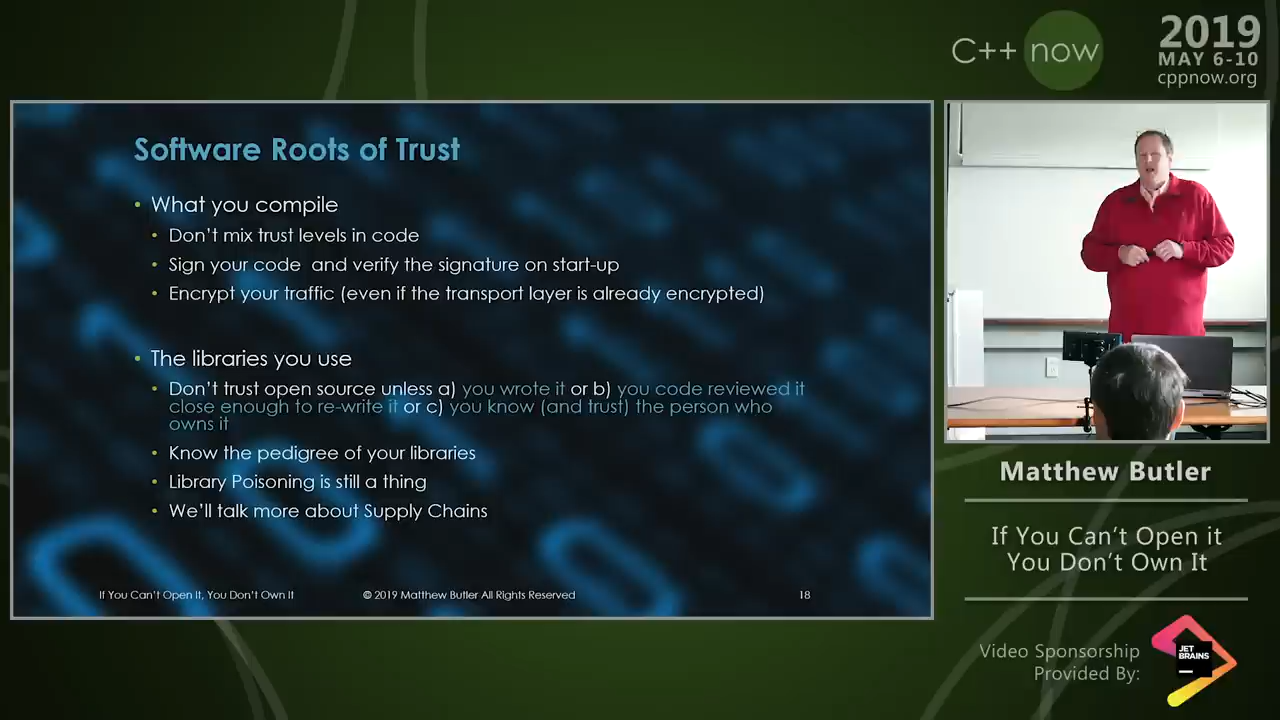 C++ now
2019
MAY 6-10
cppnow.org
Software Roots of Trust
• What you compile
• Don't mix trust levels in code
• Sign your code  and verify the signature on start-up
• Encrypt your traffic (even if the transport layer is already encrypted)
• The libraries you use
• Don't trust open source unless a) you wrote it or b) you code reviewed it
close enough to re-write it or c) you know (and trust) the person who
owns it
• Know the pedigree of your libraries
• Library Poisoning is still a thing
• We'll talk more about Supply Chains
If You Can't Open It, You Don't Own It
© 2019 Matthew Butler All Rights Reserved
18
Matthew Butler
If You Can't Open it
You Don't Own It
Video Sponsorship
Provided By:
JET
BRAINS